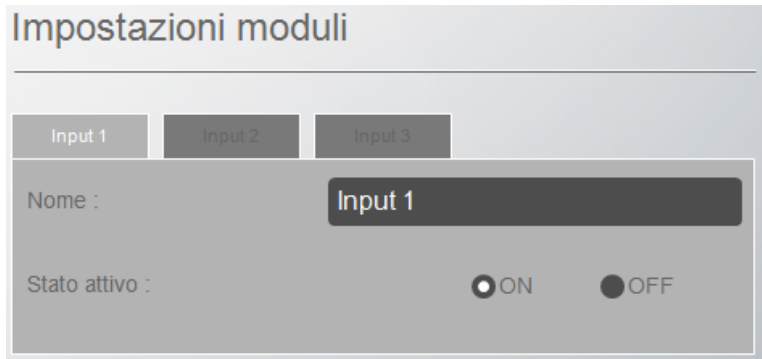 Impostazioni moduli
Input 1 Input 2 Input 3
Nome : Input 1
Stato attivo : ON OFF